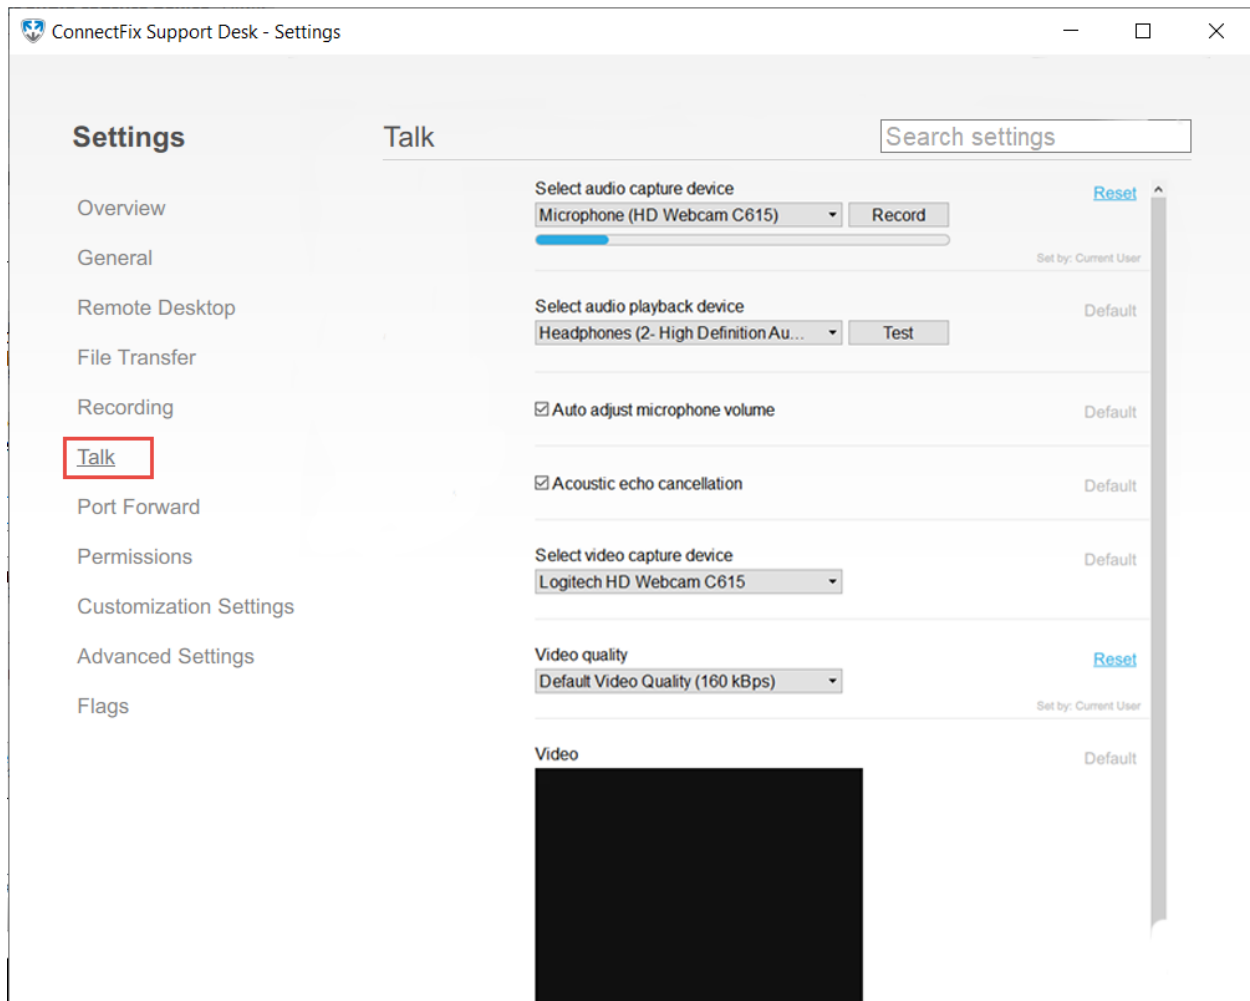 ConnectFix Support Desk - Settings
Settings
Talk
Search settings
Overview
General
Remote Desktop
File Transfer
Recording
Talk
Port Forward
Permissions
Customization Settings
Advanced Settings
Flags
Select audio capture device
Reset
Microphone (HD Webcam C615)
Record
Set by: Current User
Select audio playback device
Default
Headphones (2- High Definition Au...
Test
Auto adjust microphone volume
Default
Acoustic echo cancellation
Default
Select video capture device
Default
Logitech HD Webcam C615
Video quality
Reset
Default Video Quality (160 kBps)
Set by: Current User
Video
Default